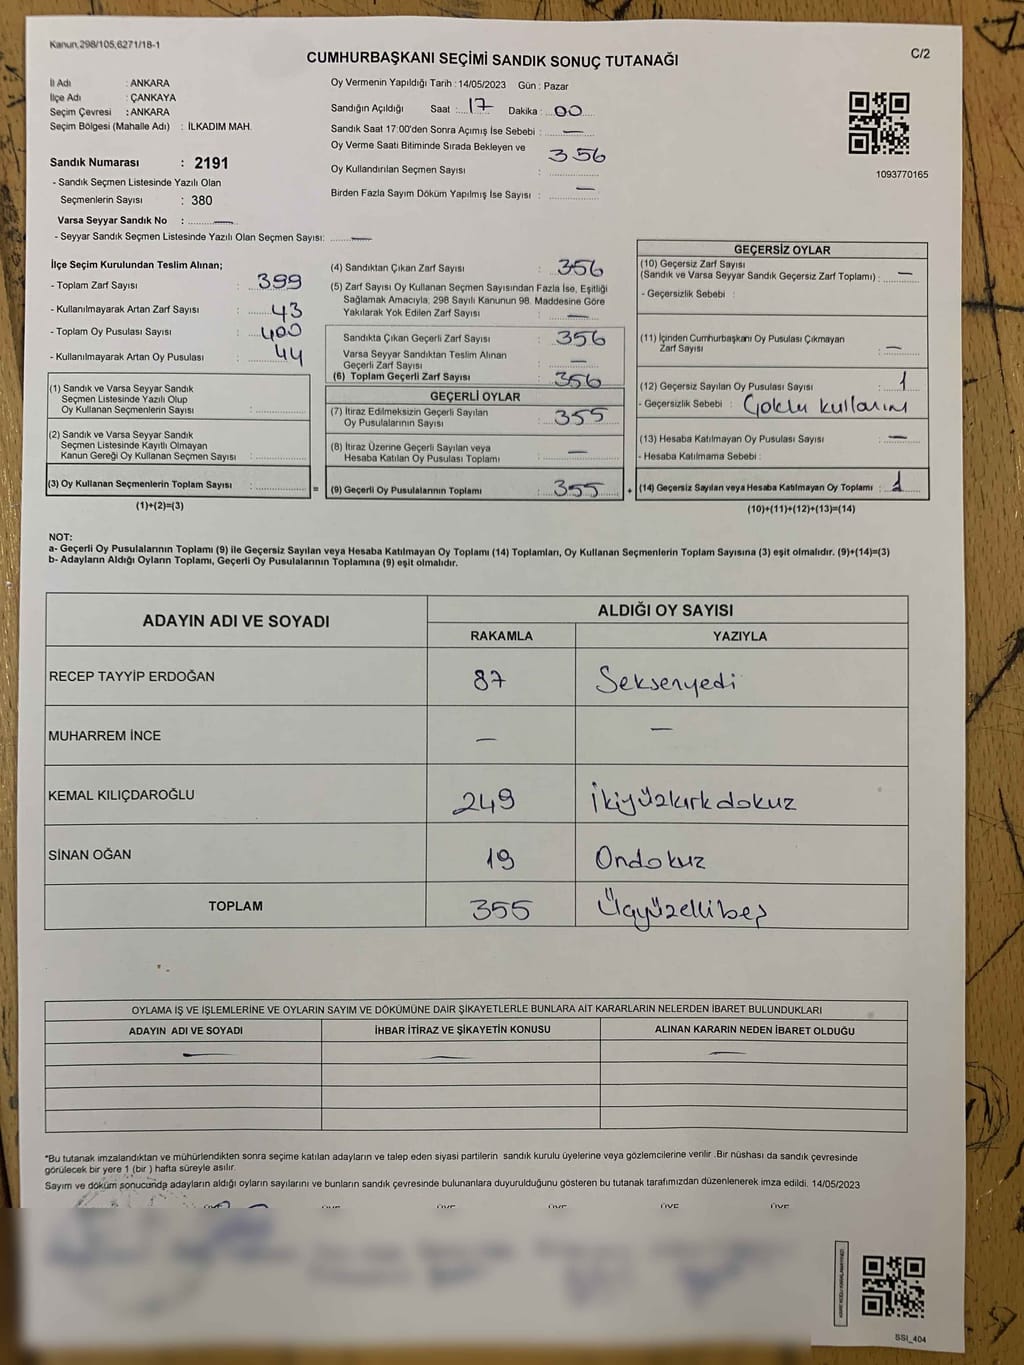 Kanun,298/105,6271/18-1
C/2
CUMHURBAŞKANI SEÇİMİ SANDIK SONUÇ TUTANAĞI
İl Adı : ANKARA
İlçe Adı : ÇANKAYA
Seçim Çevresi : ANKARA
Seçim Bölgesi (Mahalle Adı) : İLKADIM MAH.
Sandık Numarası : 2191
- Sandık Seçmen Listesinde Yazılı Olan
Seçmenlerin Sayısı : 380
Varsa Seyyar Sandık No : —
- Seyyar Sandık Seçmen Listesinde Yazılı Olan Seçmen Sayısı: —
Oy Vermenin Yapıldığı Tarih : 14/05/2023 Gün : Pazar
Sandığın Açıldığı Saat : 17 Dakika : 00
Sandık Saat 17:00'den Sonra Açımış İse Sebebi : —
Oy Verme Saati Bitiminde Sırada Bekleyen ve
Oy Kullandırılan Seçmen Sayısı : 356
Birden Fazla Sayım Döküm Yapılmış İse Sayısı : —
1093770165
İlçe Seçim Kurulundan Teslim Alınan;
- Toplam Zarf Sayısı : 399
- Kullanılmayarak Artan Zarf Sayısı : 43
- Toplam Oy Pusulası Sayısı : 400
- Kullanılmayarak Artan Oy Pusulası : 44
(1) Sandık ve Varsa Seyyar Sandık
Seçmen Listesinde Yazılı Olup
Oy Kullanan Seçmenlerin Sayısı :
(2) Sandık ve Varsa Seyyar Sandık
Seçmen Listesinde Kayıtlı Olmayan
Kanun Gereği Oy Kullanan Seçmen Sayısı :
(3) Oy Kullanan Seçmenlerin Toplam Sayısı : =
(1)+(2)=(3)
(4) Sandıktan Çıkan Zarf Sayısı : 356
(5) Zarf Sayısı Oy Kullanan Seçmen Sayısından Fazla İse, Eşitliği
Sağlamak Amacıyla; 298 Sayılı Kanunun 98. Maddesine Göre
Yakılarak Yok Edilen Zarf Sayısı : —
Sandıkta Çıkan Geçerli Zarf Sayısı : 356
Varsa Seyyar Sandıktan Teslim Alınan
Geçerli Zarf Sayısı : —
(6) Toplam Geçerli Zarf Sayısı : 356
GEÇERLİ OYLAR
(7) İtiraz Edilmeksizin Geçerli Sayılan
Oy Pusulalarının Sayısı : 355
(8) İtiraz Üzerine Geçerli Sayılan veya
Hesaba Katılan Oy Pusulası Toplamı : —
(9) Geçerli Oy Pusulalarının Toplamı : 355 +
GEÇERSİZ OYLAR
(10) Geçersiz Zarf Sayısı
(Sandık ve Varsa Seyyar Sandık Geçersiz Zarf Toplamı) : —
- Geçersizlik Sebebi :
(11) İçinden Cumhurbaşkanı Oy Pusulası Çıkmayan
Zarf Sayısı : —
(12) Geçersiz Sayılan Oy Pusulası Sayısı : 1
- Geçersizlik Sebebi : Çoklu kullanım
(13) Hesaba Katılmayan Oy Pusulası Sayısı : —
- Hesaba Katılmama Sebebi :
(14) Geçersiz Sayılan veya Hesaba Katılmayan Oy Toplamı : 1
(10)+(11)+(12)+(13)=(14)
NOT:
a- Geçerli Oy Pusulalarının Toplamı (9) ile Geçersiz Sayılan veya Hesaba Katılmayan Oy Toplamı (14) Toplamları, Oy Kullanan Seçmenlerin Toplam Sayısına (3) eşit olmalıdır. (9)+(14)=(3)
b- Adayların Aldığı Oyların Toplamı, Geçerli Oy Pusulalarının Toplamına (9) eşit olmalıdır.
ADAYIN ADI VE SOYADI
ALDIĞI OY SAYISI
RAKAMLA YAZIYLA
RECEP TAYYİP ERDOĞAN 87 Seksenyedi
MUHARREM İNCE — —
KEMAL KILIÇDAROĞLU 249 İkiyüzkırkdokuz
SİNAN OĞAN 19 Ondokuz
TOPLAM 355 Üçyüzellibeş
OYLAMA İŞ VE İŞLEMLERİNE VE OYLARIN SAYIM VE DÖKÜMÜNE DAİR ŞİKAYETLERLE BUNLARA AİT KARARLARIN NELERDEN İBARET BULUNDUKLARI
ADAYIN ADI VE SOYADI İHBAR İTİRAZ VE ŞİKAYETİN KONUSU ALINAN KARARIN NEDEN İBARET OLDUĞU
— — —
*Bu tutanak imzalandıktan ve mühürlendikten sonra seçime katılan adayların ve talep eden siyasi partilerin sandık kurulu üyelerine veya gözlemcilerine verilir .Bir nüshası da sandık çevresinde
görülecek bir yere 1 (bir ) hafta süreyle asılır.
Sayım ve döküm sonucunda adayların aldığı oyların sayılarını ve bunların sandık çevresinde bulunanlara duyurulduğunu gösteren bu tutanak tarafımızdan düzenlenerek imza edildi. 14/05/2023
SSI_404